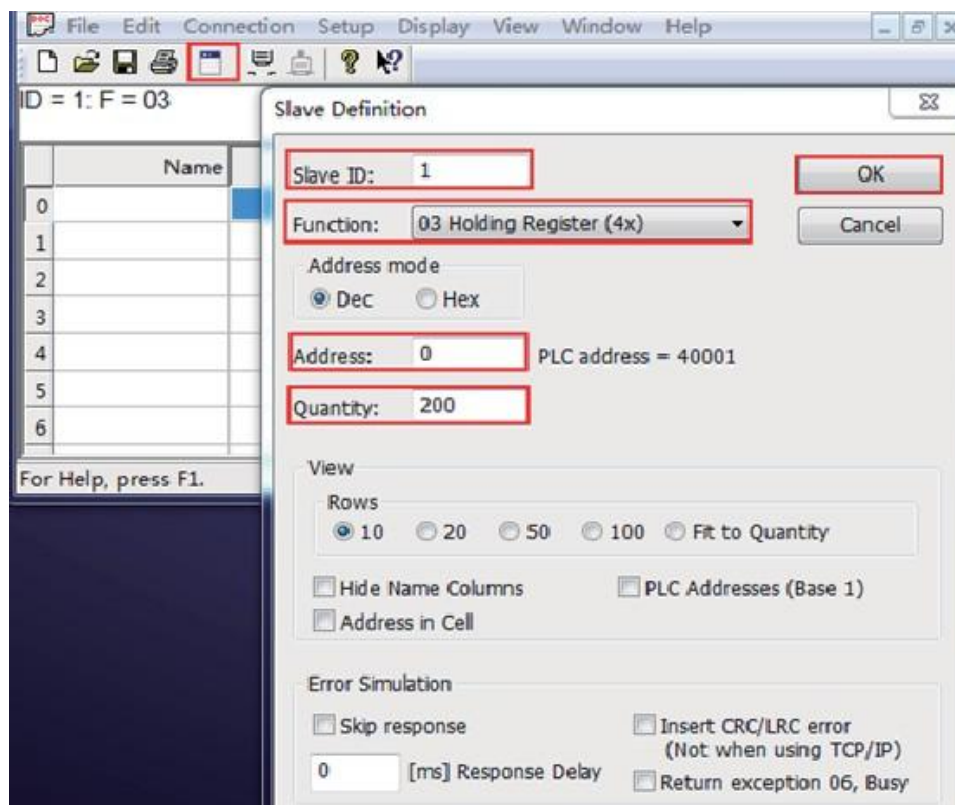 File Edit Connection Setup Display View Window Help
ID = 1: F = 03
Name
0
1
2
3
4
5
6
For Help, press F1.
Slave Definition
Slave ID: 1
OK
Function: 03 Holding Register (4x)
Cancel
Address mode
Dec Hex
Address: 0 PLC address = 40001
Quantity: 200
View
Rows
10 20 50 100 Fit to Quantity
Hide Name Columns PLC Addresses (Base 1)
Address in Cell
Error Simulation
Skip response Insert CRC/LRC error
(Not when using TCP/IP)
0 [ms] Response Delay
Return exception 06, Busy